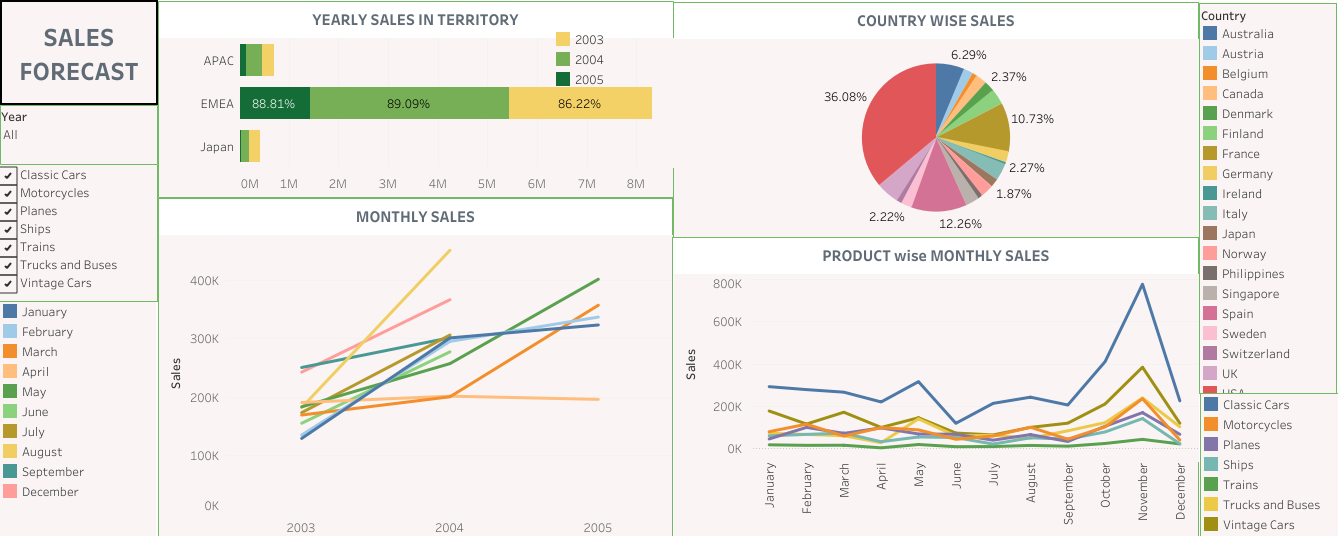 SALES
FORECAST
Year
All
Classic Cars
Motorcycles
Planes
Ships
Trains
Trucks and Buses
Vintage Cars
January
February
March
April
May
June
July
August
September
December
YEARLY SALES IN TERRITORY
2003
2004
2005
APAC
EMEA
88.81%
89.09%
86.22%
Japan
0M
1M
2M
3M
4M
5M
6M
7M
8M
MONTHLY SALES
Sales
400K
300K
200K
100K
0K
2003
2004
2005
COUNTRY WISE SALES
6.29%
2.37%
36.08%
10.73%
2.27%
1.87%
2.22%
12.26%
PRODUCT wise MONTHLY SALES
Sales
800K
600K
400K
200K
0K
January
February
March
April
May
June
July
August
September
October
November
December
Country
Australia
Austria
Belgium
Canada
Denmark
Finland
France
Germany
Ireland
Italy
Japan
Norway
Philippines
Singapore
Spain
Sweden
Switzerland
UK
USA
Classic Cars
Motorcycles
Planes
Ships
Trains
Trucks and Buses
Vintage Cars